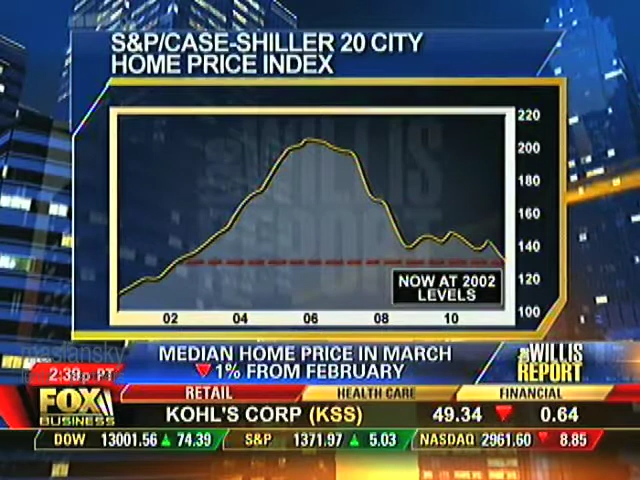 S&P/CASE-SHILLER 20 CITY
HOME PRICE INDEX
220
200
180
160
140
120
100
NOW AT 2002
LEVELS
02
04
06
08
10
MEDIAN HOME PRICE IN MARCH
▼1% FROM FEBRUARY
THE WILLIS
REPORT
2:39p PT
RETAIL
HEALTH CARE
FINANCIAL
FOX
BUSINESS
KOHL'S CORP (KSS) 49.34 ▼ 0.64
DOW 13001.56 ▲ 74.39 S&P 1371.97 ▲ 5.03 NASDAQ 2961.60 ▼ 8.85